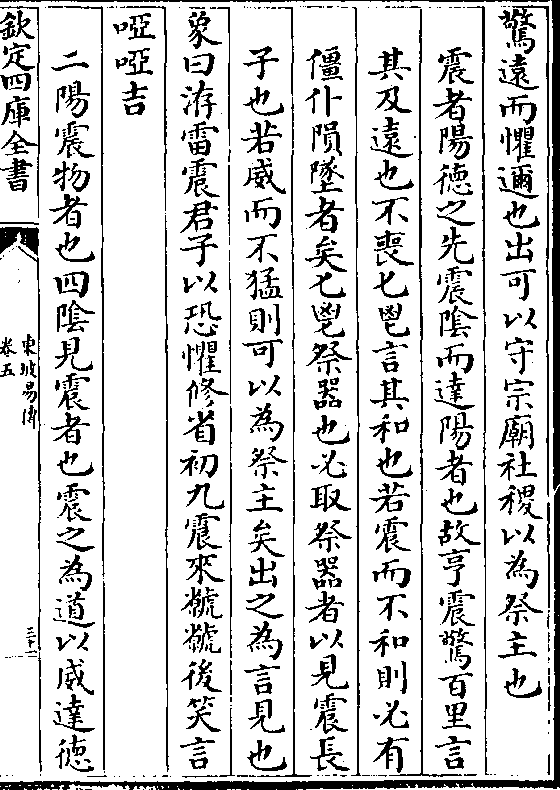 驚遠而懼邇也出可以守宗廟社稷以為祭主也
震者陽德之先震隂而達陽者也故亨震驚百里言
其及遠也不喪匕鬯言其和也若震而不和則必有
僵仆隕墜者矣匕鬯祭器也必取祭器者以見震長
子也若威而不猛則可以為祭主矣出之為言見也
象曰洊雷震君子以恐懼修省初九震來虩虩後笑言
啞啞吉
二陽震物者也四隂見震者也震之為道以威達德
欽定四庫全書
東坡易傳
卷五
三十二